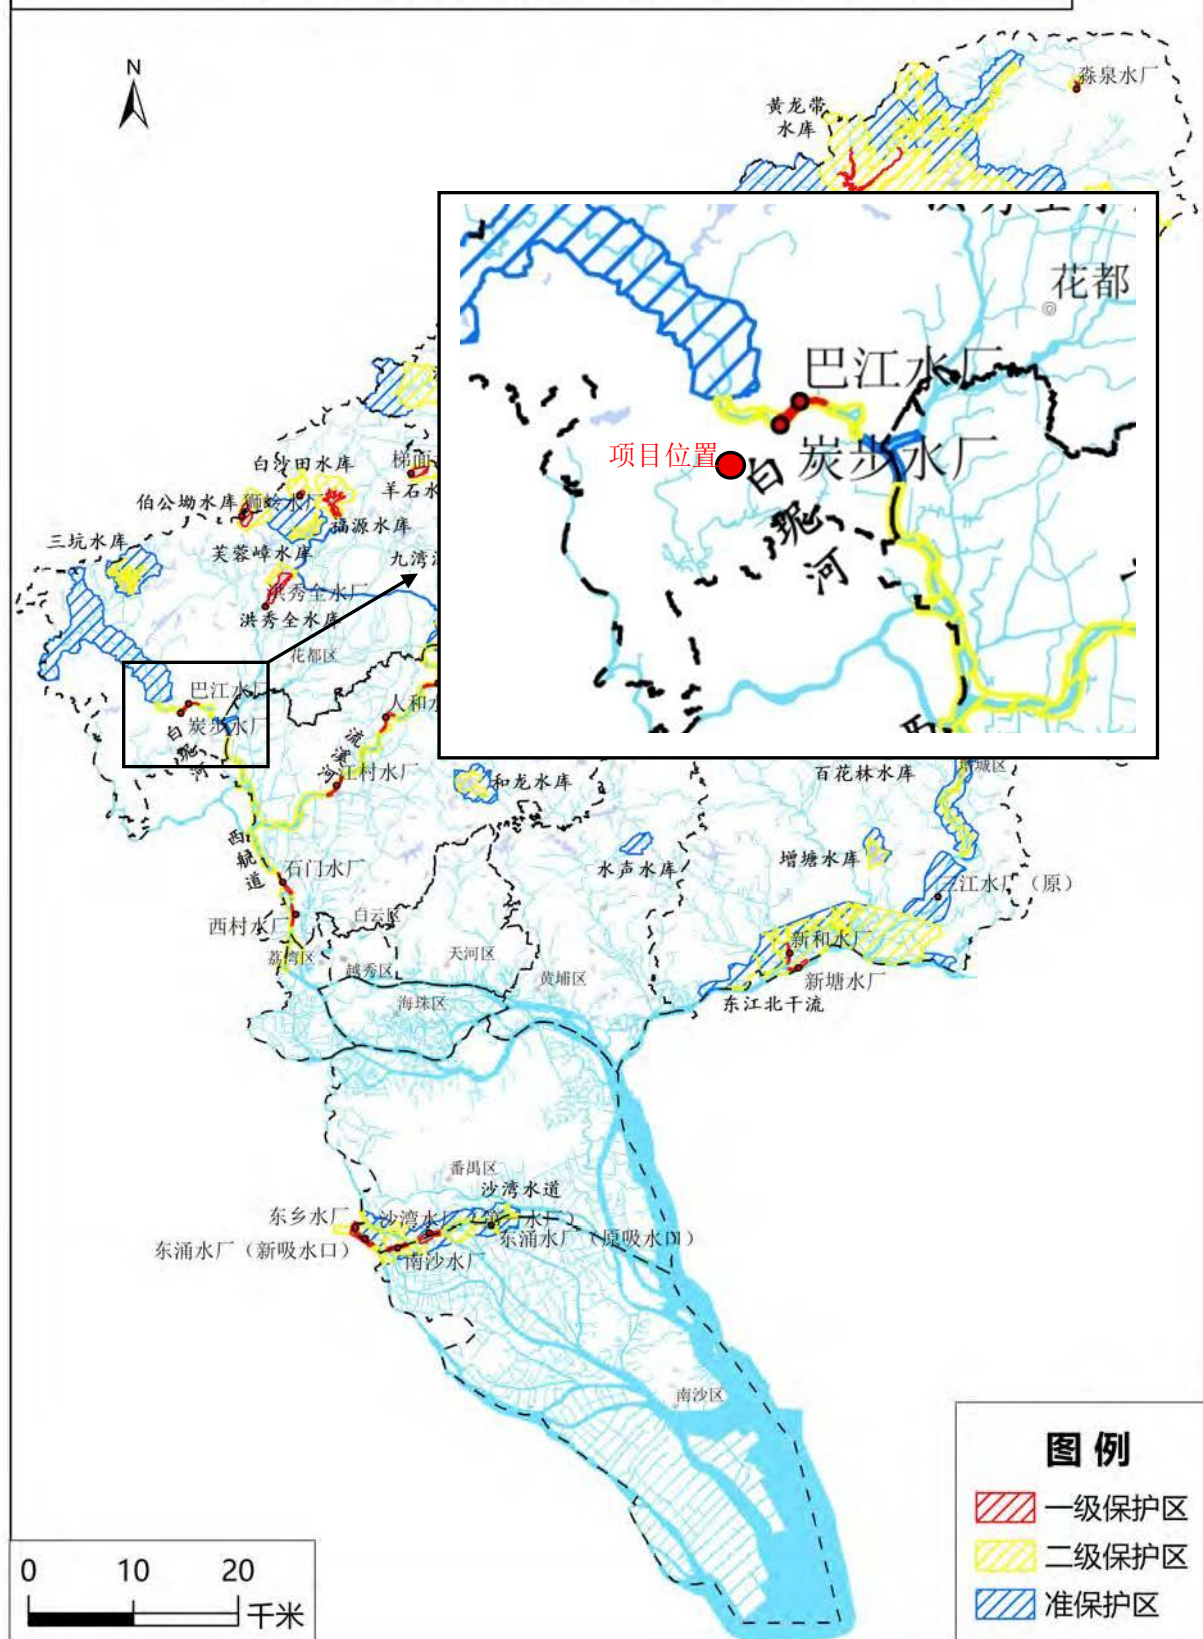 N
淼泉水厂
黄龙带
水库
花都
巴江水厂
炭步水厂
项目位置
白
坭
河
白沙田水库
梯面
伯公坳水库
狮岭水厂
羊石水
福源水库
三坑水库
芙蓉嶂水库
九湾
洪秀全水厂
洪秀全水库
花都区
巴江水厂
炭步水厂
白
坭
河
人和水
流
溪
河
江村水厂
和龙水库
百花林水库
增城区
西
航
道
石门水厂
水声水库
增塘水库
三江水厂（原）
西村水厂
白云区
荔湾区
越秀区
天河区
黄埔区
新和水厂
新塘水厂
海珠区
东江北干流
番禺区
沙湾水道
东乡水厂
沙湾水厂
东涌水厂（新吸水口）
东涌水厂（原吸水口）
南沙水厂
南沙区
图例
一级保护区
二级保护区
准保护区
0 10 20
千米